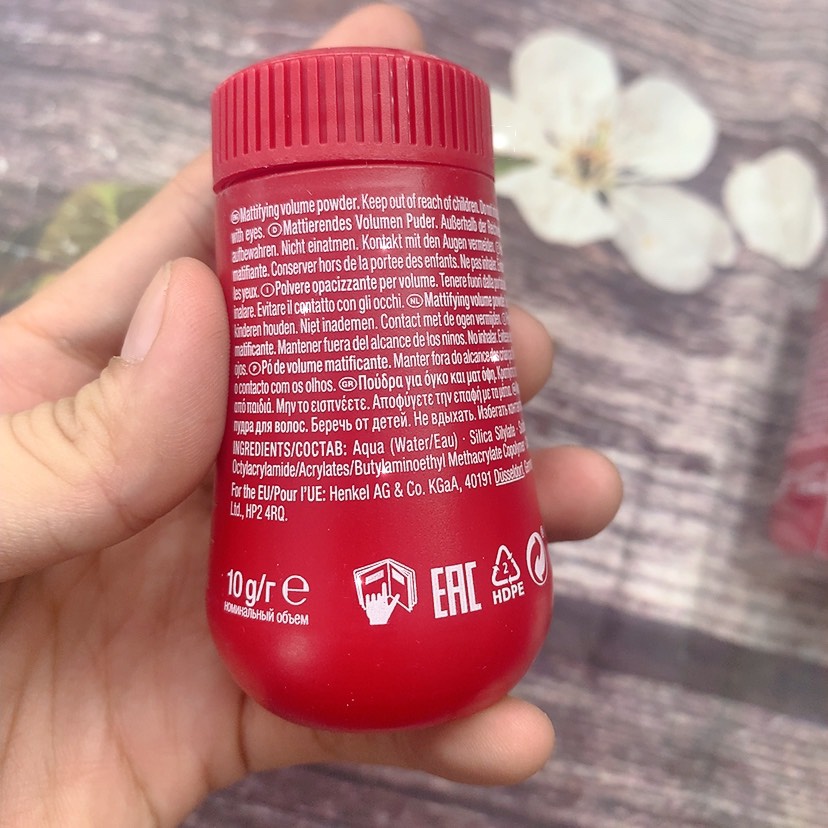 GB Mattifying volume powder. Keep out of reach of children. Do not
with eyes. D Mattierendes Volumen Puder. Außerhalb der
aufbewahren. Nicht einatmen. Kontakt mit den Augen vermeiden.
matifiante. Conserver hors de la portee des enfants. Ne pas
les yeux. I Polvere opacizzante per volume. Tenere fuori dalla
inalare. Evitare il contatto con gli occhi. NL Mattifying volume
kinderen houden. Niet inademen. Contact met de ogen vermijden.
matificante. Mantener fuera del alcance de los ninos. No inhalar.
ojos. P Pó de volume matificante. Manter fora do alcance
o contacto com os olhos. GR Πούδρα για όγκο και ματ όψη.
από παιδιά. Μην το εισπνέετε. Αποφύγετε την επαφή με τα μάτια.
пудра для волос. Беречь от детей. Не вдыхать. Избегать
INGREDIENTS/СОСТАВ: Aqua (Water/Eau) · Silica Silylate ·
Octylacrylamide/Acrylates/Butylaminoethyl Methacrylate Copolymer
For the EU/Pour l'UE: Henkel AG & Co. KGaA, 40191 Düsseldorf,
Ltd., HP2 4RQ.
10 g/г e
номинальный объем
EAC
2
HDPE